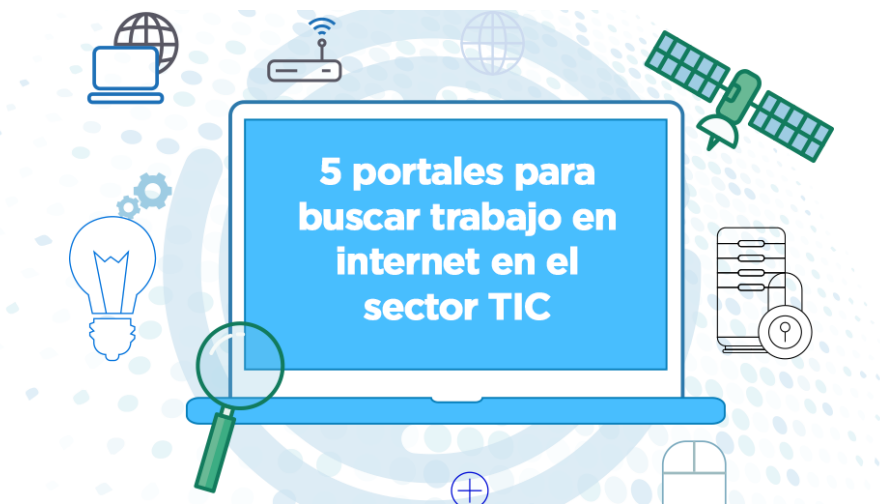 5 portales para
buscar trabajo en
internet en el
sector TIC